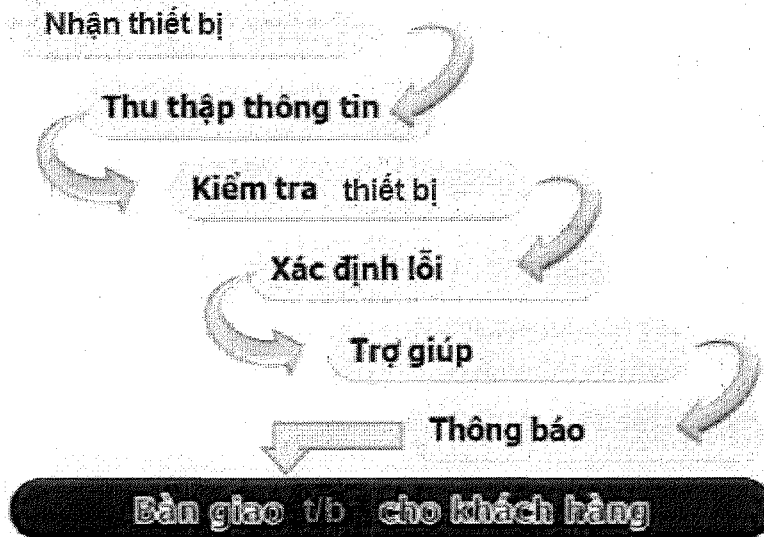 Nhận thiết bị
Thu thập thông tin
Kiểm tra thiết bị
Xác định lỗi
Trợ giúp
Thông báo
Bàn giao t/b cho khách hàng